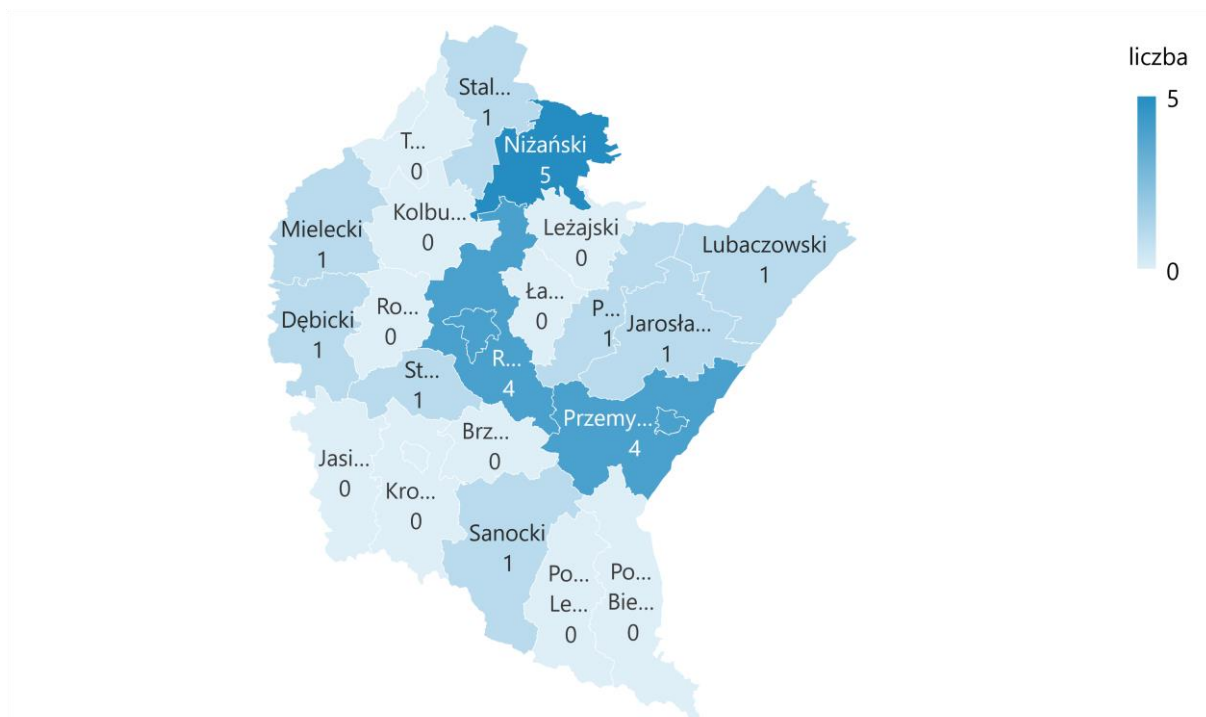 liczba
5
0
Stal...
1
Niżański
5
T...
0
Kolbu...
0
Leżajski
0
Mielecki
1
Lubaczowski
1
Ro...
0
Ła...
0
P...
1
Jarosła...
1
Dębicki
1
R...
4
St...
1
Przemy...
4
Brz...
0
Jasi...
0
Kro...
0
Sanocki
1
Po...
Le...
0
Po...
Bie...
0